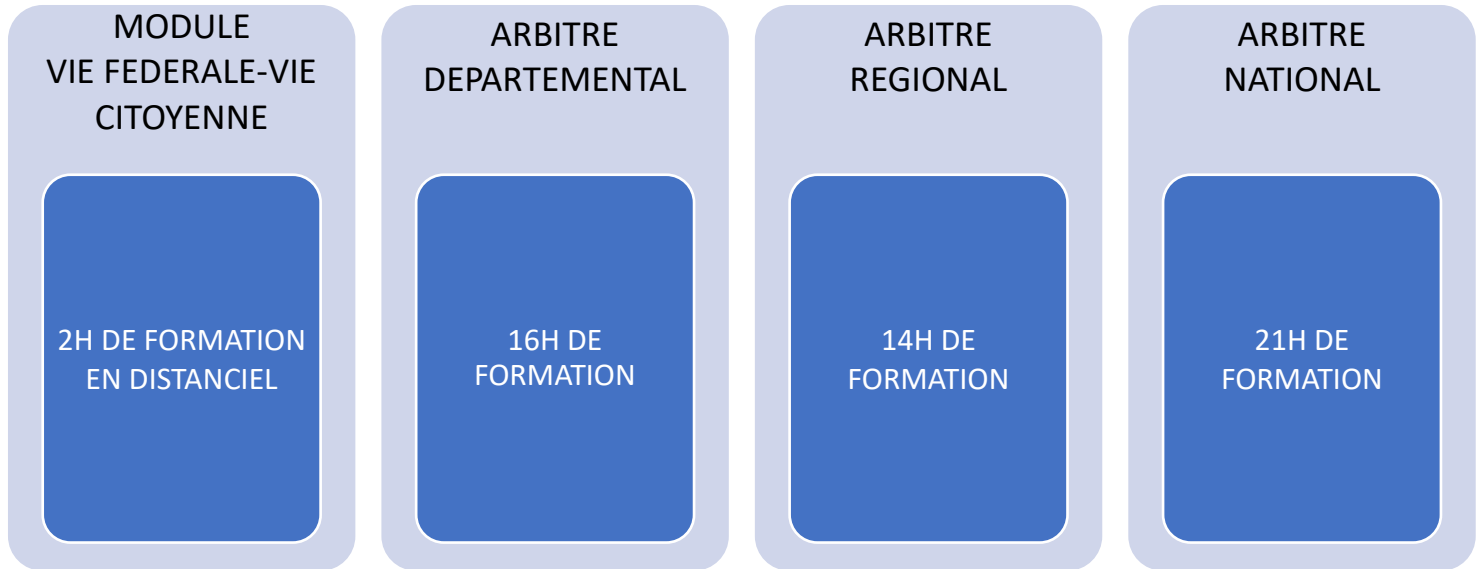 MODULE
VIE FEDERALE-VIE
CITOYENNE
2H DE FORMATION
EN DISTANCIEL
ARBITRE
DEPARTEMENTAL
16H DE
FORMATION
ARBITRE
REGIONAL
14H DE
FORMATION
ARBITRE
NATIONAL
21H DE
FORMATION